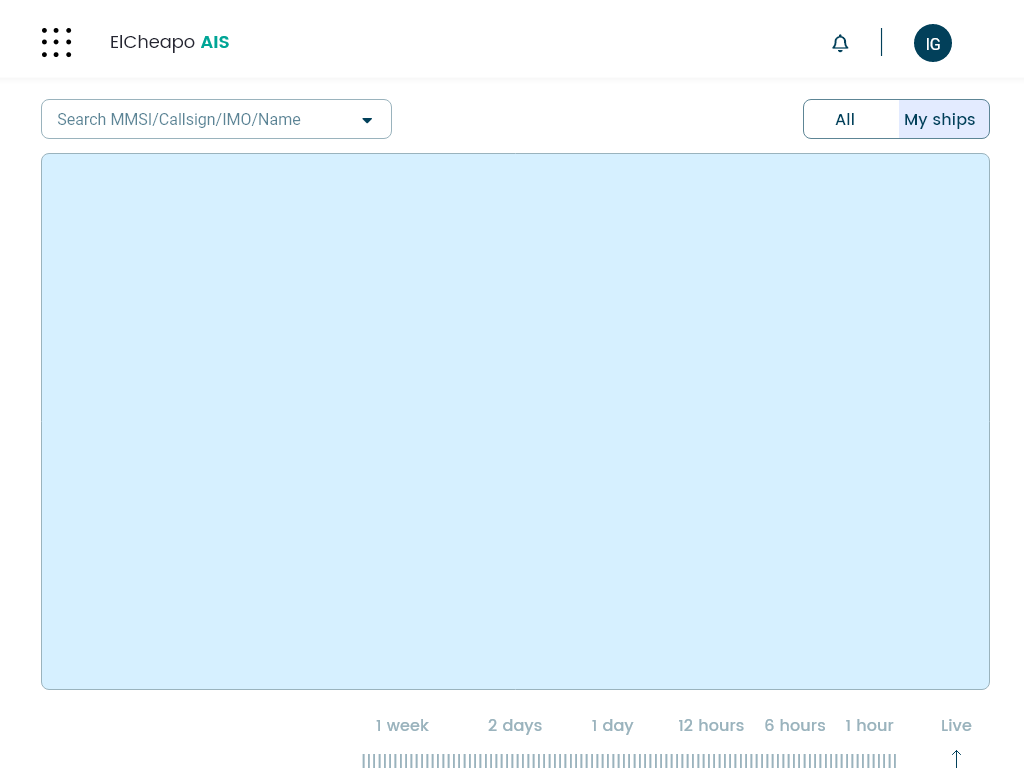 ElCheapo AIS
IG
Search MMSI/Callsign/IMO/Name
All
My ships
1 week
2 days
1 day
12 hours
6 hours
1 hour
Live